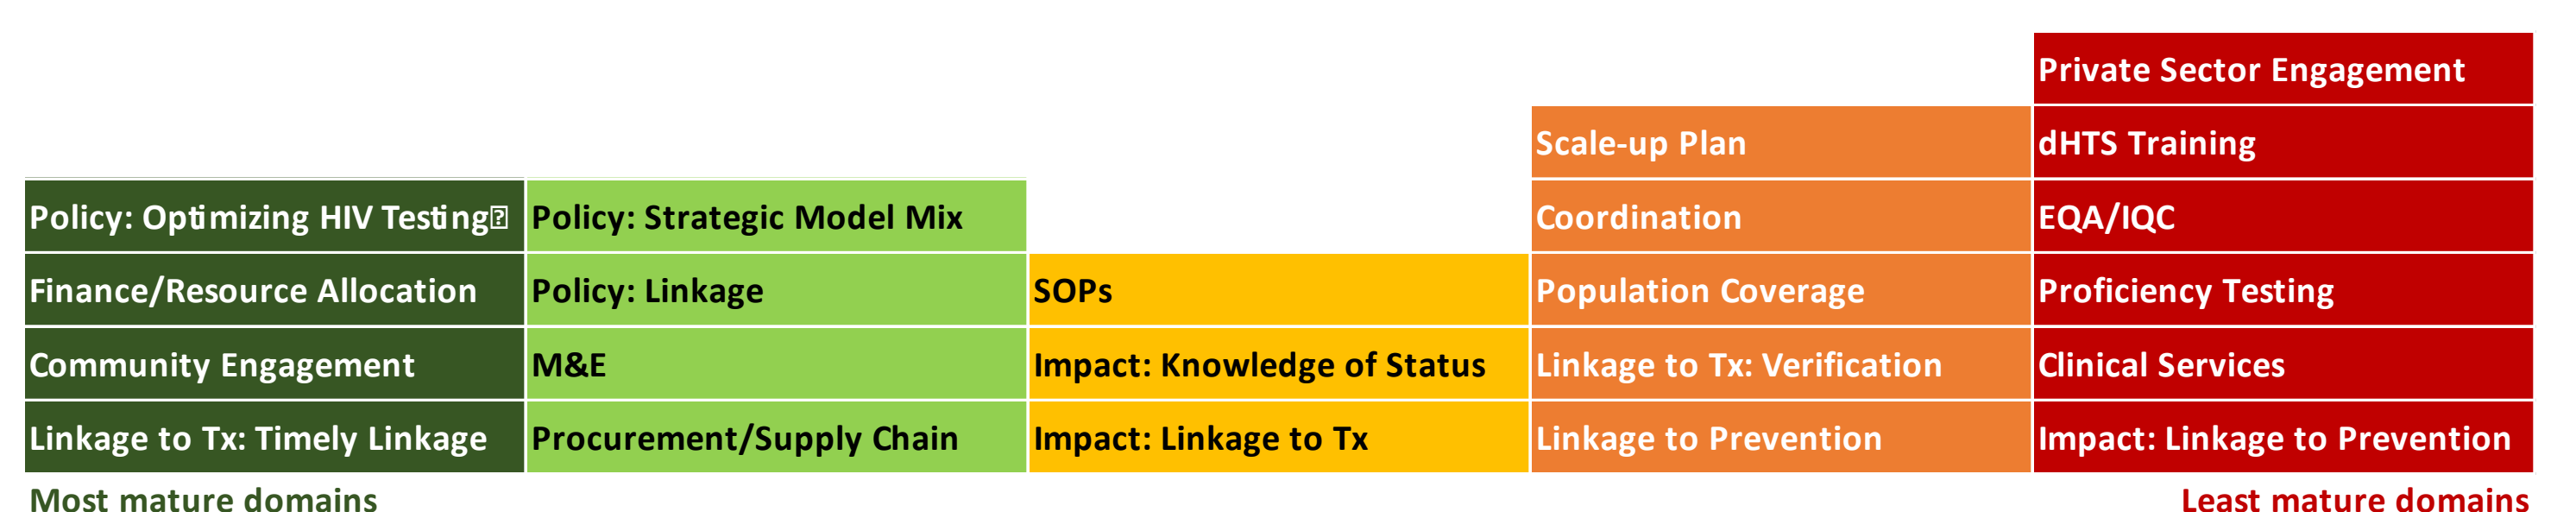 Private Sector Engagement
Scale-up Plan
dHTS Training
Policy: Optimizing HIV Testing
Policy: Strategic Model Mix
Coordination
EQA/IQC
Finance/Resource Allocation
Policy: Linkage
SOPs
Population Coverage
Proficiency Testing
Community Engagement
M&E
Impact: Knowledge of Status
Linkage to Tx: Verification
Clinical Services
Linkage to Tx: Timely Linkage
Procurement/Supply Chain
Impact: Linkage to Tx
Linkage to Prevention
Impact: Linkage to Prevention
Most mature domains
Least mature domains